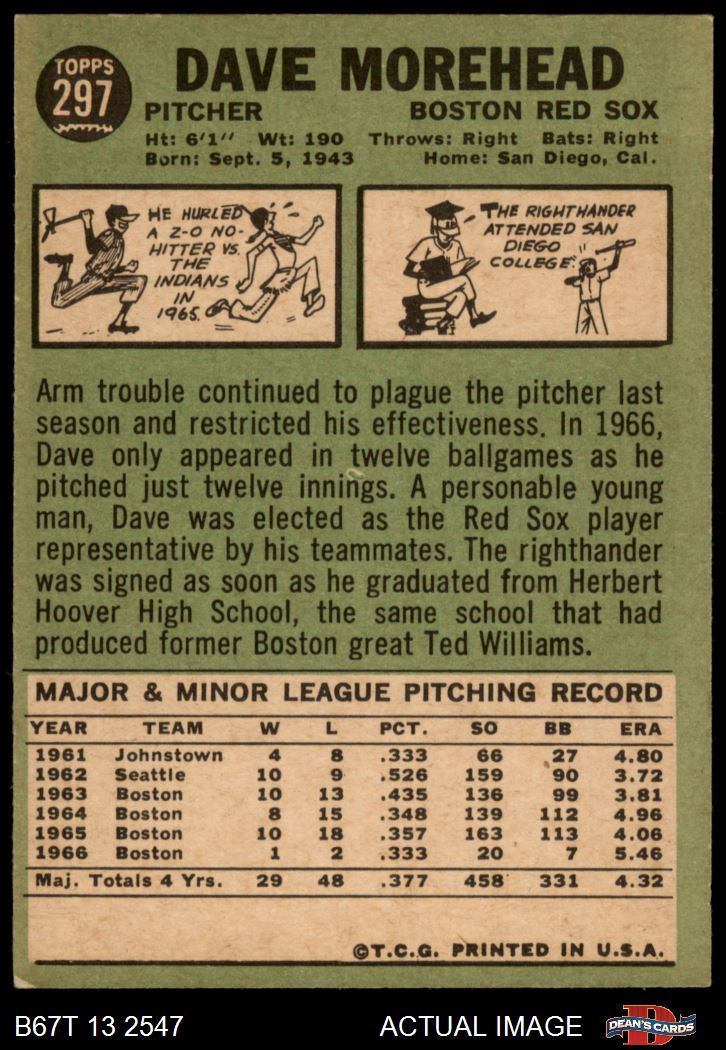 TOPPS
297
DAVE MOREHEAD
PITCHER BOSTON RED SOX
Ht: 6'1" Wt: 190 Throws: Right Bats: Right
Born: Sept. 5, 1943 Home: San Diego, Cal.
HE HURLED
A 2-0 NO-
HITTER VS.
THE
INDIANS
IN
1965.
THE RIGHTHANDER
ATTENDED SAN
DIEGO
COLLEGE.
Arm trouble continued to plague the pitcher last
season and restricted his effectiveness. In 1966,
Dave only appeared in twelve ballgames as he
pitched just twelve innings. A personable young
man, Dave was elected as the Red Sox player
representative by his teammates. The righthander
was signed as soon as he graduated from Herbert
Hoover High School, the same school that had
produced former Boston great Ted Williams.
MAJOR & MINOR LEAGUE PITCHING RECORD
YEAR TEAM W L PCT. SO BB ERA
1961 Johnstown 4 8 .333 66 27 4.80
1962 Seattle 10 9 .526 159 90 3.72
1963 Boston 10 13 .435 136 99 3.81
1964 Boston 8 15 .348 139 112 4.96
1965 Boston 10 18 .357 163 113 4.06
1966 Boston 1 2 .333 20 7 5.46
Maj. Totals 4 Yrs. 29 48 .377 458 331 4.32
©T.C.G. PRINTED IN U.S.A.
B67T 13 2547 ACTUAL IMAGE D DEAN'S CARDS